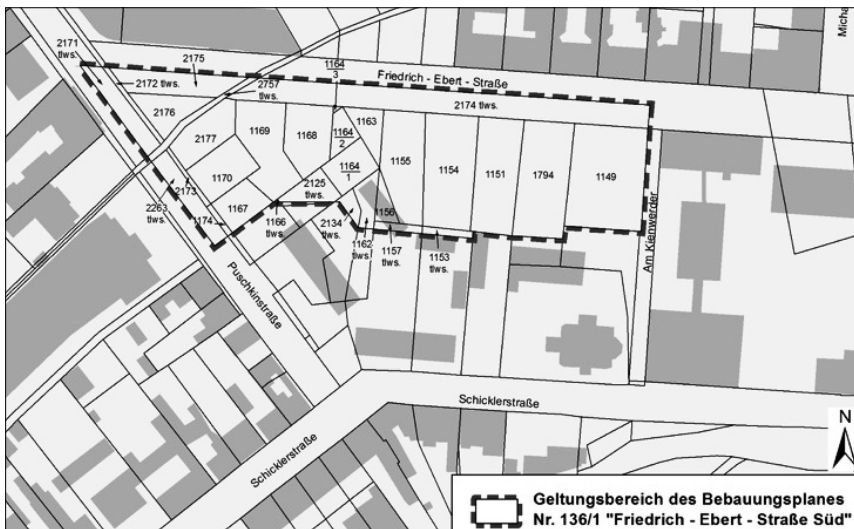 2171
tlws.
2175
Micha
2172 tlws.
2757
tlws.
1164
3
Friedrich - Ebert - Straße
2174 tlws.
2176
2177
1169
1168
1163
1164
2
1155
1154
1151
1794
1149
1170
1164
1
2125
tlws.
2263
tlws.
2173
1174
1167
1166
tlws.
2134
tlws.
1156
1162
tlws.
1157
tlws.
1153
tlws.
Am Kienwerder
Puschkinstraße
Schicklerstraße
Schicklerstraße
N
Geltungsbereich des Bebauungsplanes
Nr. 136/1 "Friedrich - Ebert - Straße Süd"